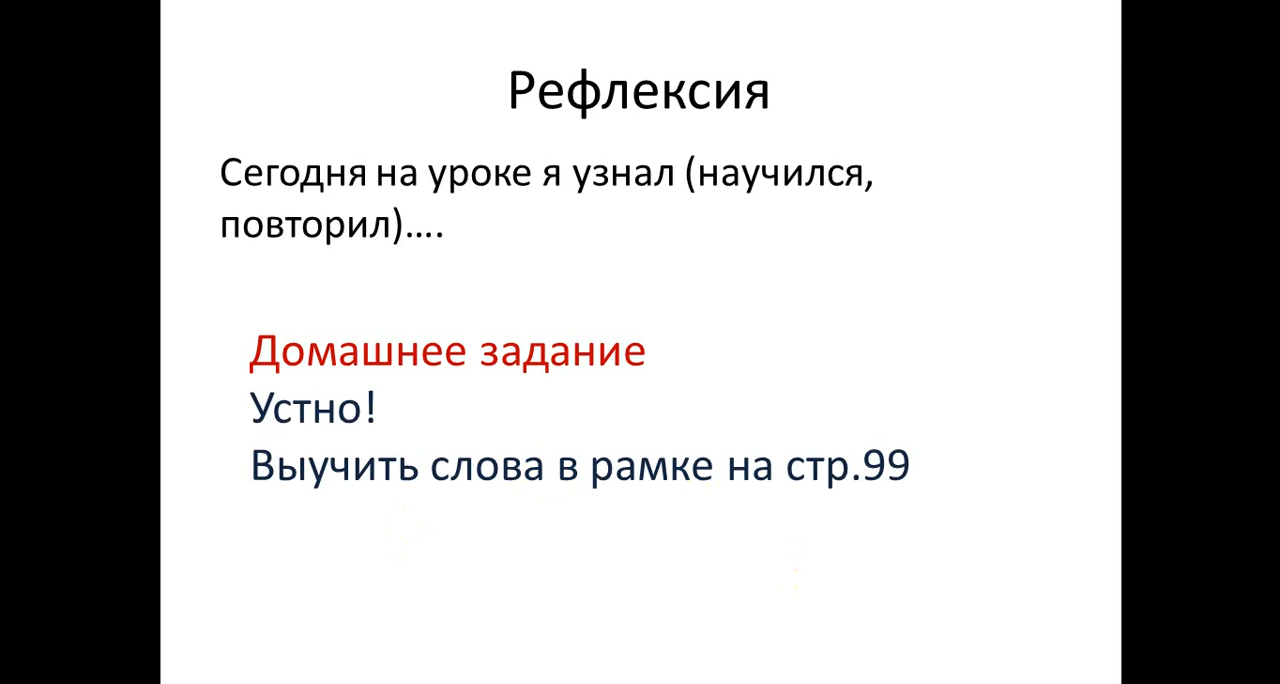 Рефлексия
Сегодня на уроке я узнал (научился,
повторил)….
Домашнее задание
Устно!
Выучить слова в рамке на стр.99